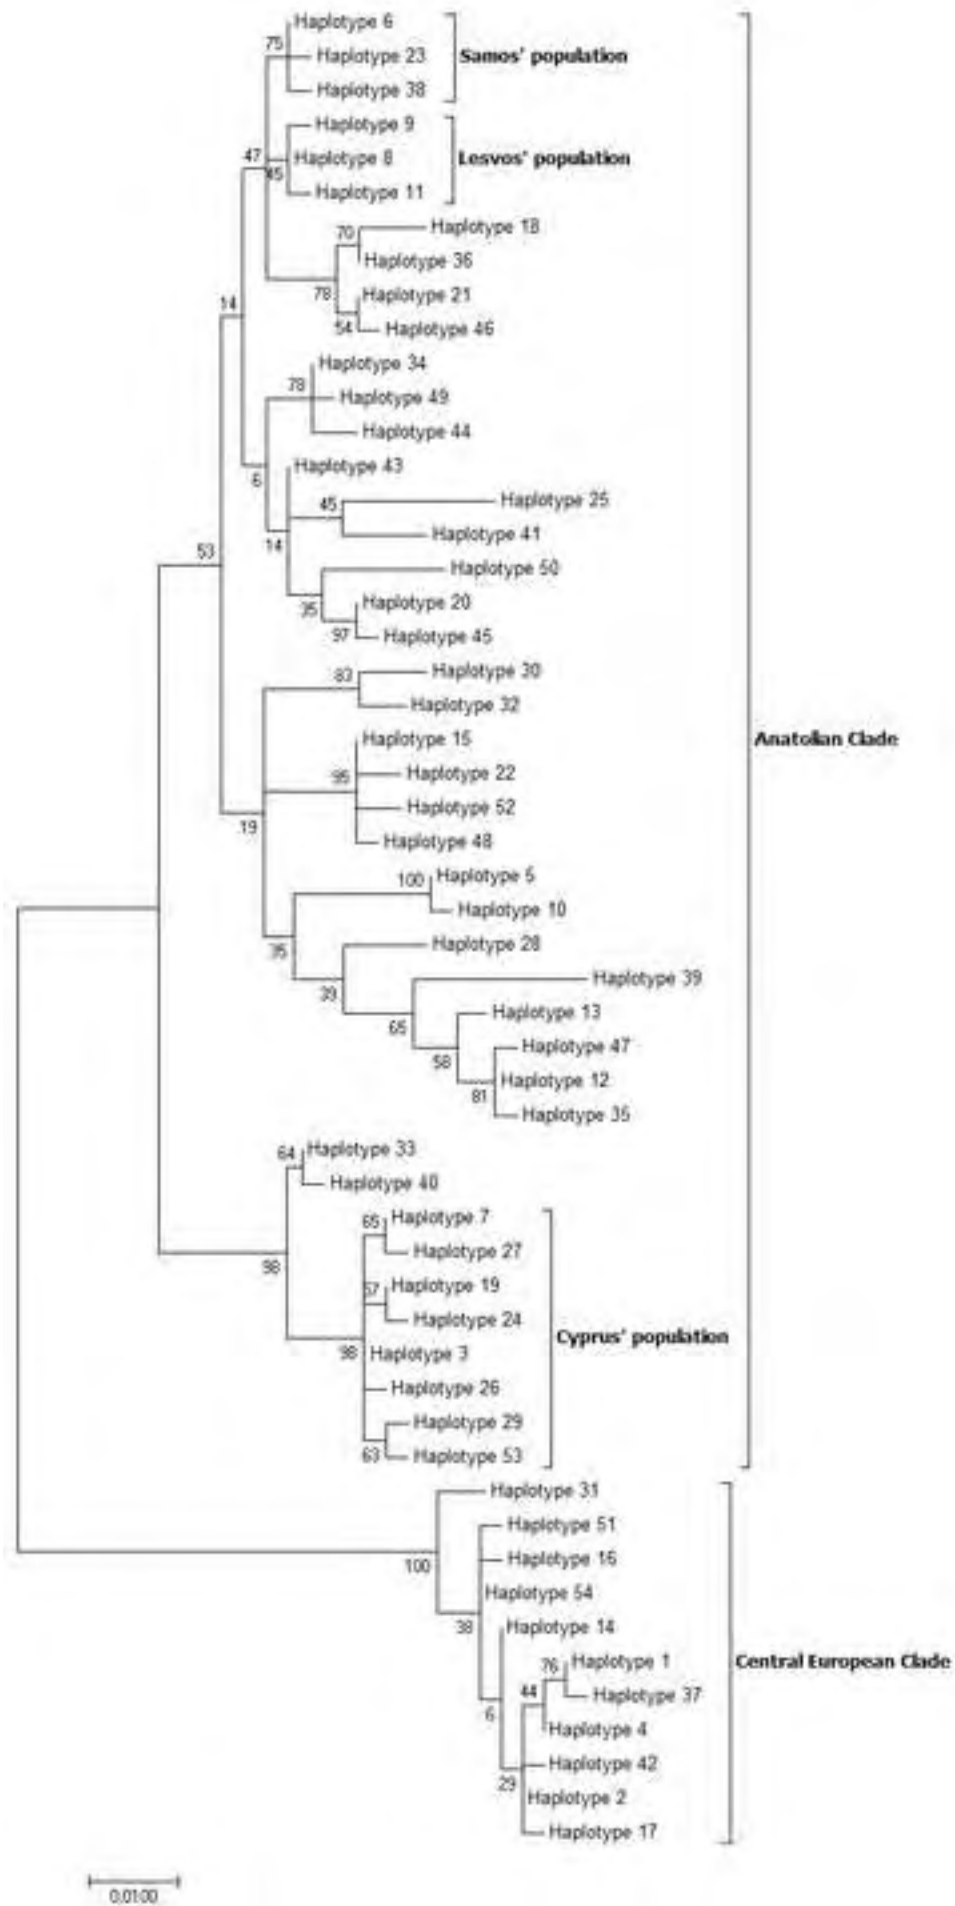 Haplotype 6
75
Haplotype 23
Samos' population
Haplotype 38
Haplotype 9
47
Haplotype 8
Lesvos' population
45
Haplotype 11
Haplotype 18
70
Haplotype 36
78
Haplotype 21
14
54
Haplotype 46
Haplotype 34
78
Haplotype 49
Haplotype 44
Haplotype 43
6
Haplotype 25
45
Haplotype 41
14
53
Haplotype 50
35
Haplotype 20
97
Haplotype 45
83
Haplotype 30
Haplotype 32
Haplotype 15
Anatolian Clade
95
Haplotype 22
Haplotype 52
19
Haplotype 48
100
Haplotype 5
Haplotype 10
35
Haplotype 28
39
Haplotype 39
65
Haplotype 13
58
Haplotype 47
81
Haplotype 12
Haplotype 35
64
Haplotype 33
Haplotype 40
65
Haplotype 7
98
Haplotype 27
57
Haplotype 19
Haplotype 24
Cyprus' population
98
Haplotype 3
Haplotype 26
Haplotype 29
63
Haplotype 53
Haplotype 31
Haplotype 51
100
Haplotype 16
Haplotype 54
38
Haplotype 14
76
Haplotype 1
Central European Clade
44
Haplotype 37
6
Haplotype 4
Haplotype 42
29
Haplotype 2
Haplotype 17
0.0100